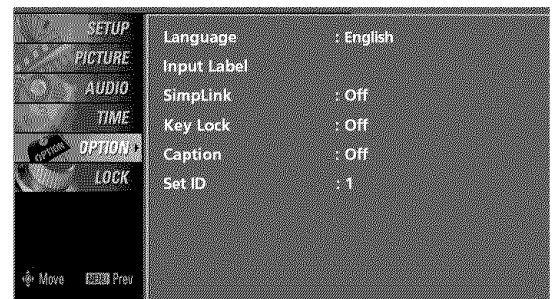 SETUP
PICTURE
AUDIO
TIME
OPTION
LOCK
Move MENU Prev
Language : English
Input Label
SimpLink : Off
Key Lock : Off
Caption : Off
Set ID : 1
OPTION